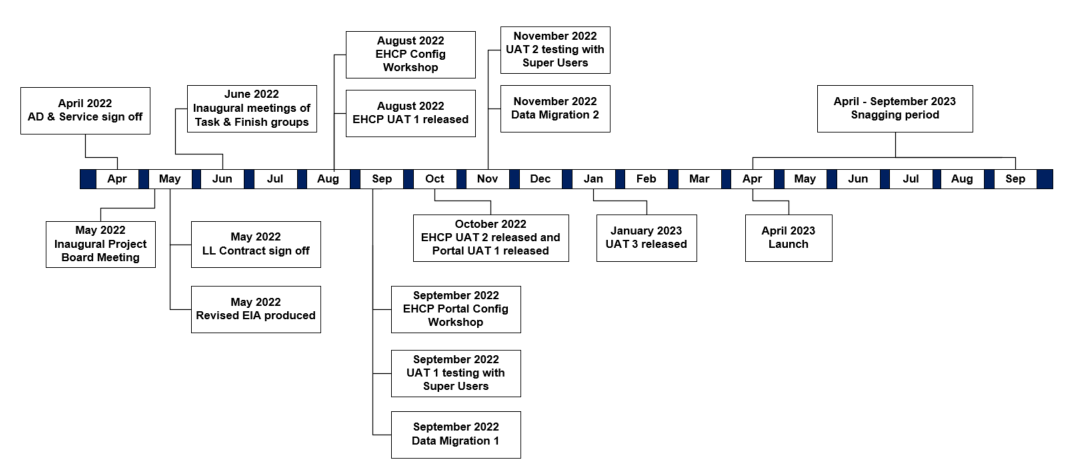 August 2022
EHCP Config
Workshop
November 2022
UAT 2 testing with
Super Users
April 2022
AD & Service sign off
June 2022
Inaugural meetings of
Task & Finish groups
August 2022
EHCP UAT 1 released
November 2022
Data Migration 2
April - September 2023
Snagging period
Apr May Jun Jul Aug Sep Oct Nov Dec Jan Feb Mar Apr May Jun Jul Aug Sep
May 2022
Inaugural Project
Board Meeting
May 2022
LL Contract sign off
October 2022
EHCP UAT 2 released and
Portal UAT 1 released
January 2023
UAT 3 released
April 2023
Launch
May 2022
Revised EIA produced
September 2022
EHCP Portal Config
Workshop
September 2022
UAT 1 testing with
Super Users
September 2022
Data Migration 1